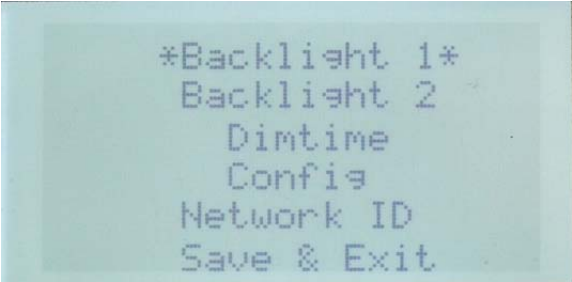 *Backlight 1*
Backlight 2
Dimtime
Config
Network ID
Save & Exit